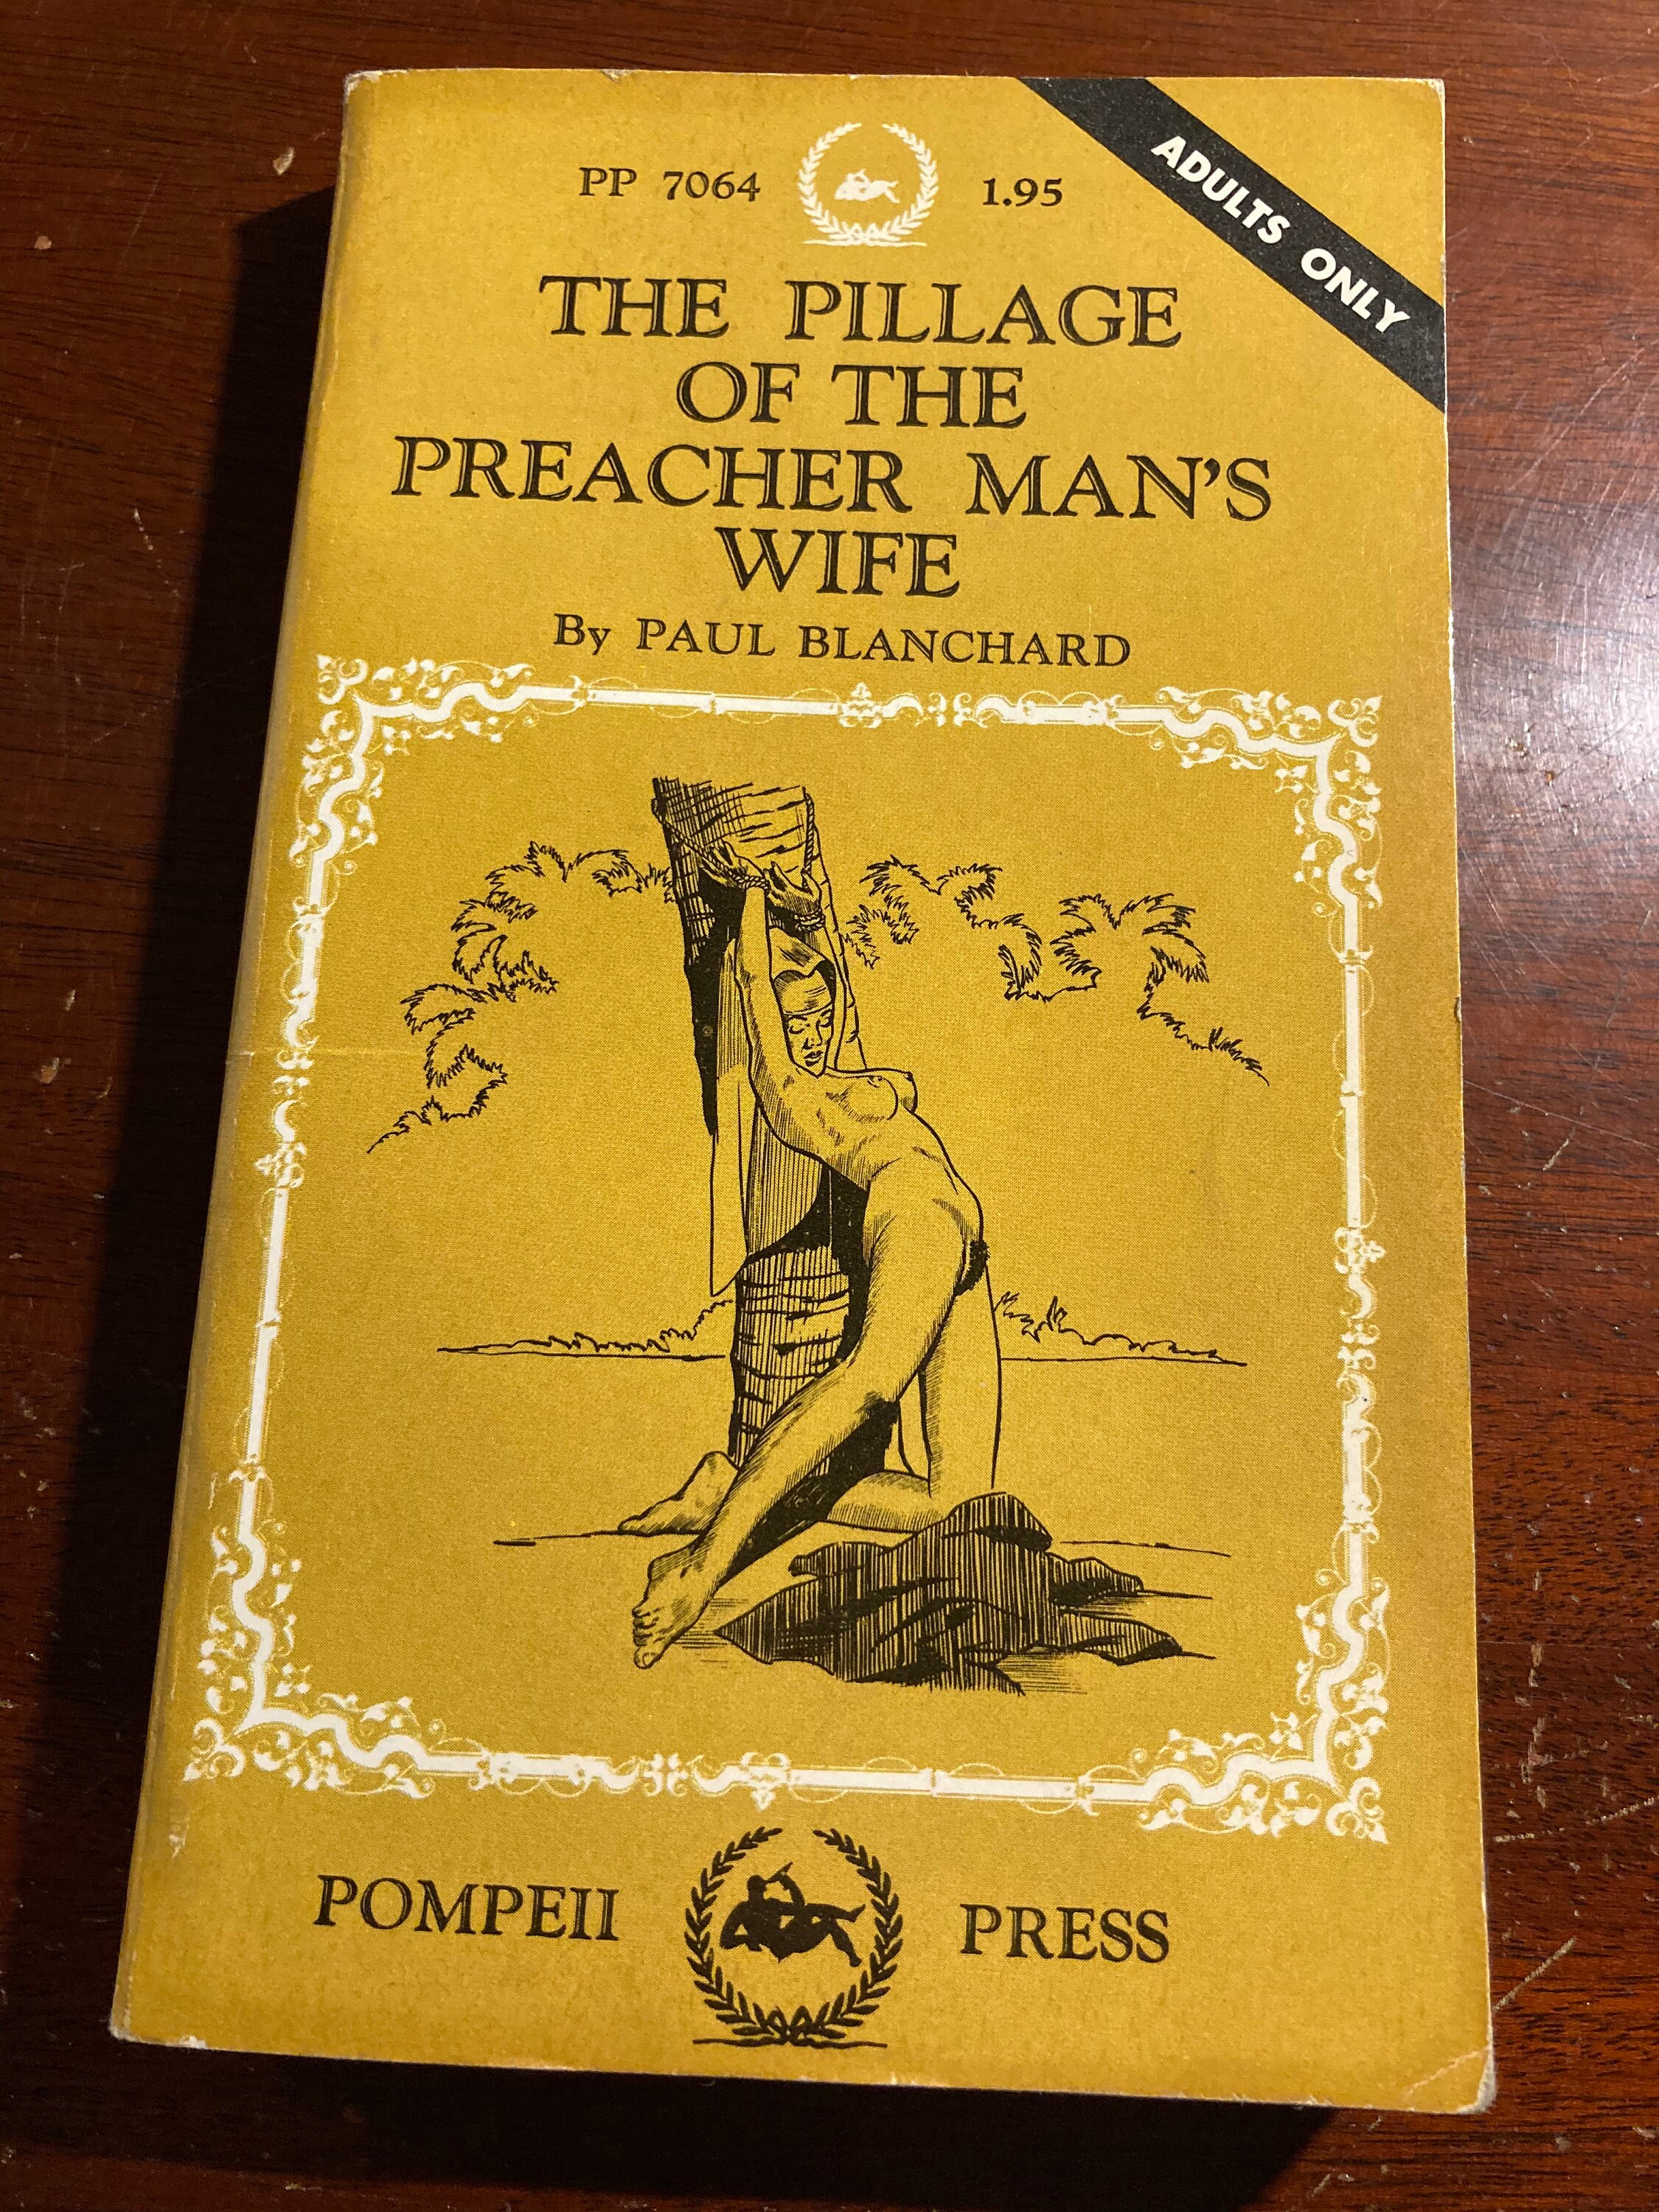 PP 7064 1.95
ADULTS ONLY
THE PILLAGE
OF THE
PREACHER MAN'S
WIFE
By PAUL BLANCHARD
POMPEII PRESS